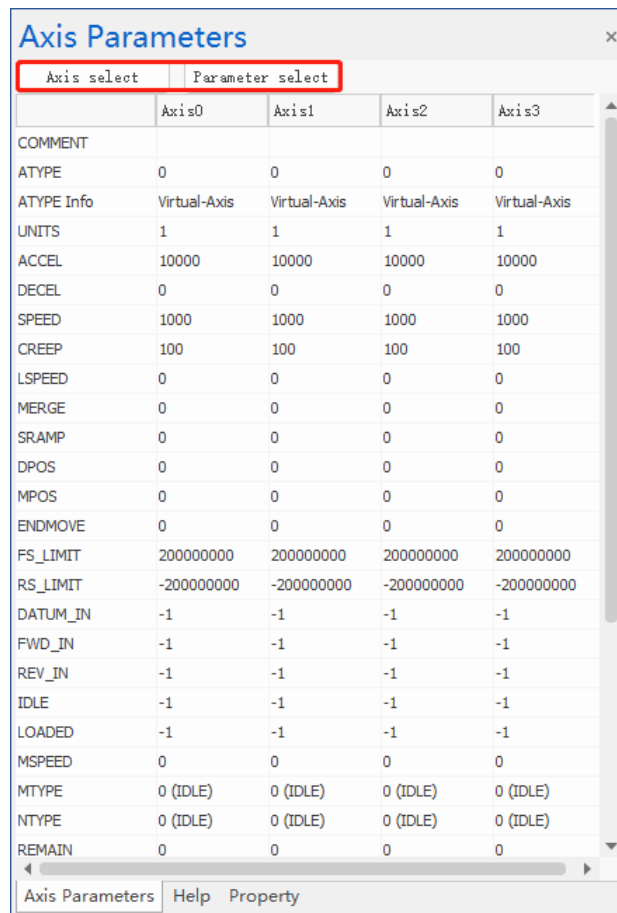 Axis Parameters ×
Axis select Parameter select
Axis0 Axis1 Axis2 Axis3
COMMENT
ATYPE 0 0 0 0
ATYPE Info Virtual-Axis Virtual-Axis Virtual-Axis Virtual-Axis
UNITS 1 1 1 1
ACCEL 10000 10000 10000 10000
DECEL 0 0 0 0
SPEED 1000 1000 1000 1000
CREEP 100 100 100 100
LSPEED 0 0 0 0
MERGE 0 0 0 0
SRAMP 0 0 0 0
DPOS 0 0 0 0
MPOS 0 0 0 0
ENDMOVE 0 0 0 0
FS_LIMIT 200000000 200000000 200000000 200000000
RS_LIMIT -200000000 -200000000 -200000000 -200000000
DATUM_IN -1 -1 -1 -1
FWD_IN -1 -1 -1 -1
REV_IN -1 -1 -1 -1
IDLE -1 -1 -1 -1
LOADED -1 -1 -1 -1
MSPEED 0 0 0 0
MTYPE 0 (IDLE) 0 (IDLE) 0 (IDLE) 0 (IDLE)
NTYPE 0 (IDLE) 0 (IDLE) 0 (IDLE) 0 (IDLE)
REMAIN 0 0 0 0
Axis Parameters Help Property